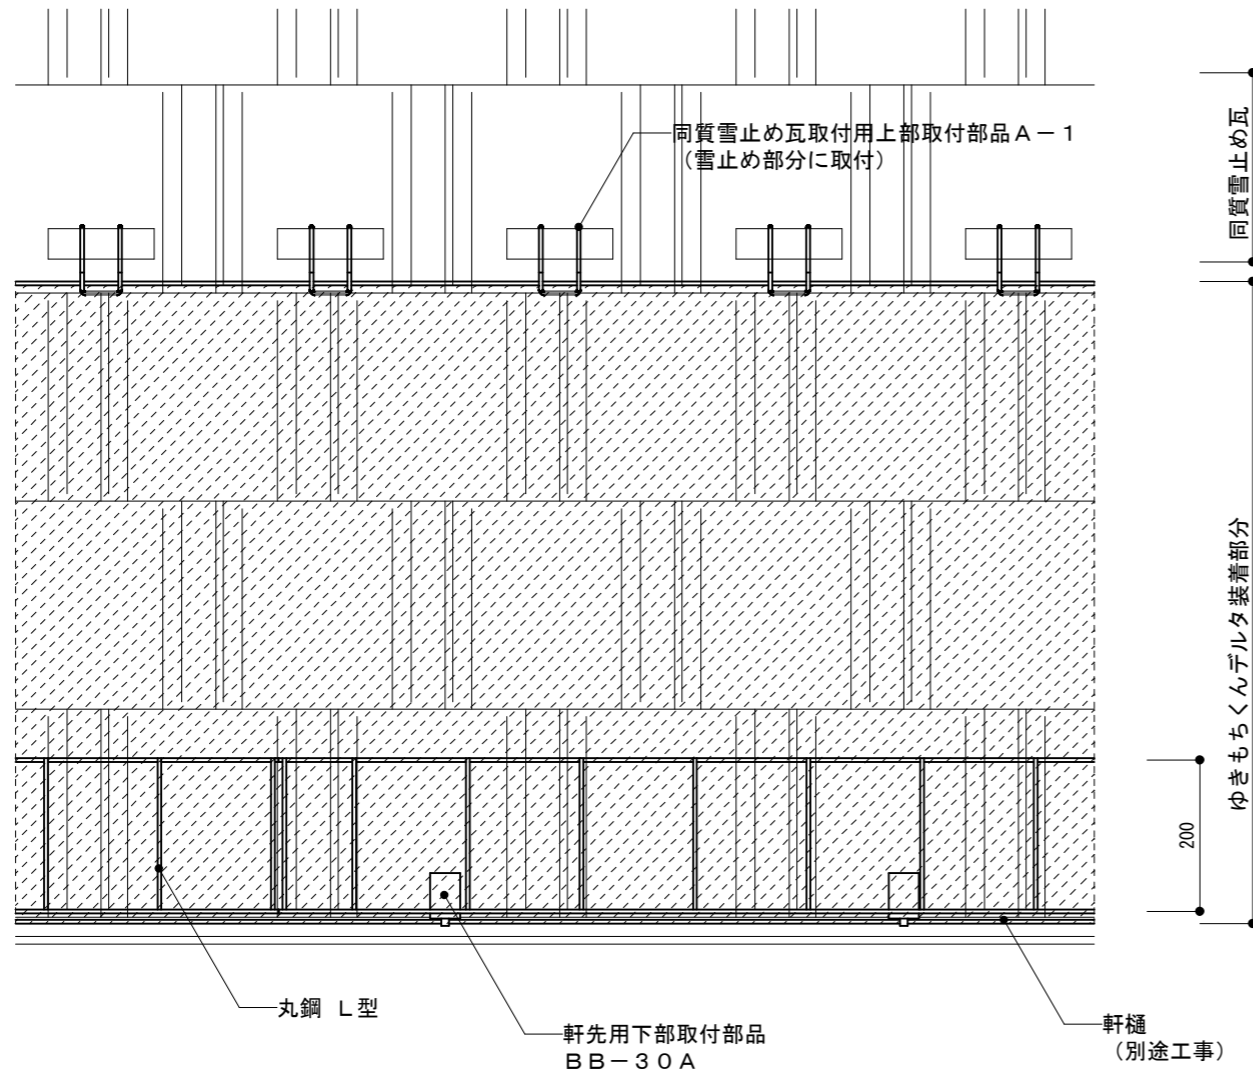 同質雪止め瓦取付用上部取付部品Ａ－１
（雪止め部分に取付）
同質雪止め瓦
ゆきもちくんデルタ装着部分
200
丸鋼　Ｌ型
軒先用下部取付部品
ＢＢ－３０Ａ
軒樋
（別途工事）